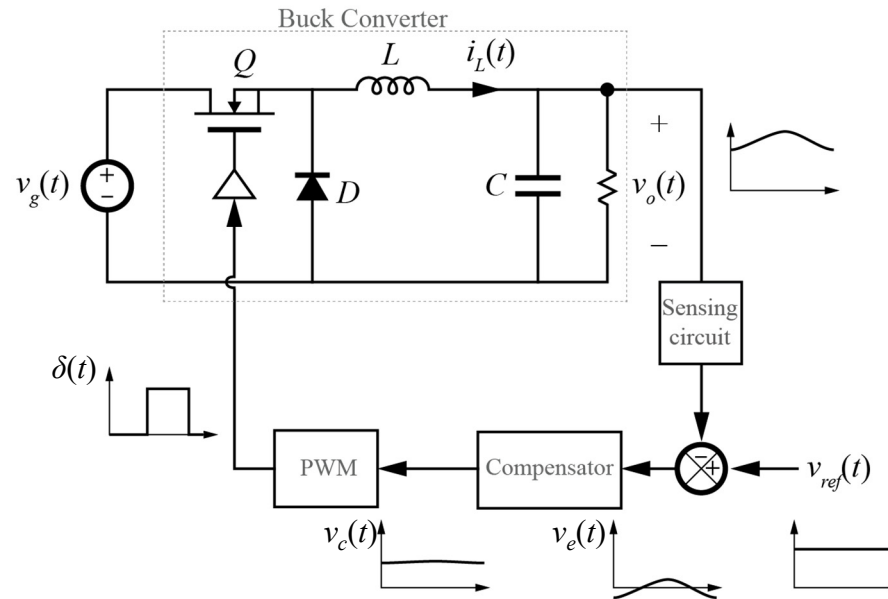 Buck Converter
Q
L
i_L(t)
+
v_g(t)
+
−
D
C
v_o(t)
−
Sensing
circuit
δ(t)
PWM
Compensator
−
+
v_ref(t)
v_c(t)
v_e(t)